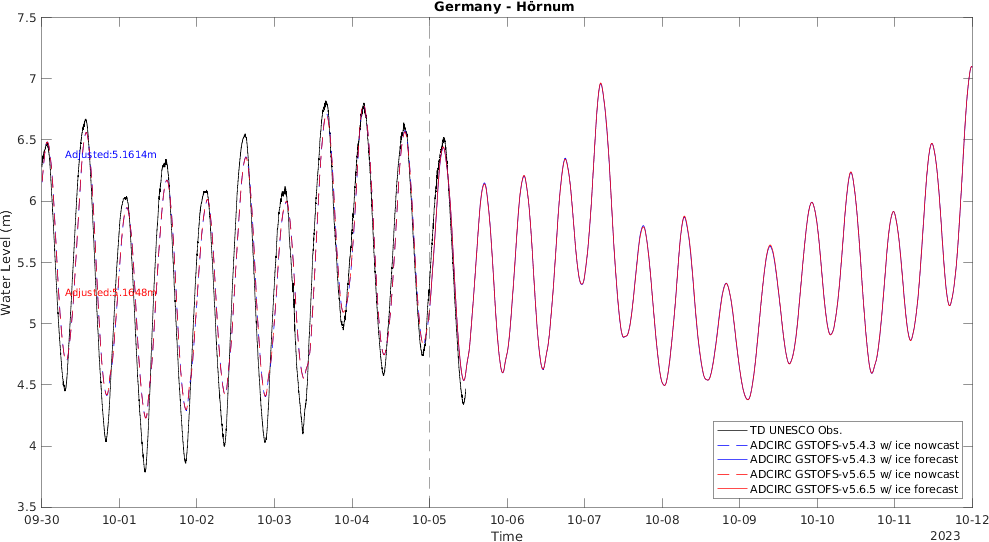 Germany - Hörnum
7.5
7
6.5
6
5.5
5
4.5
4
3.5
Water Level (m)
Adjusted:5.1614m
Adjusted:5.1648m
TD UNESCO Obs.
ADCIRC GSTOFS-v5.4.3 w/ ice nowcast
ADCIRC GSTOFS-v5.4.3 w/ ice forecast
ADCIRC GSTOFS-v5.6.5 w/ ice nowcast
ADCIRC GSTOFS-v5.6.5 w/ ice forecast
09-30 10-01 10-02 10-03 10-04 10-05 10-06 10-07 10-08 10-09 10-10 10-11 10-12
Time
2023